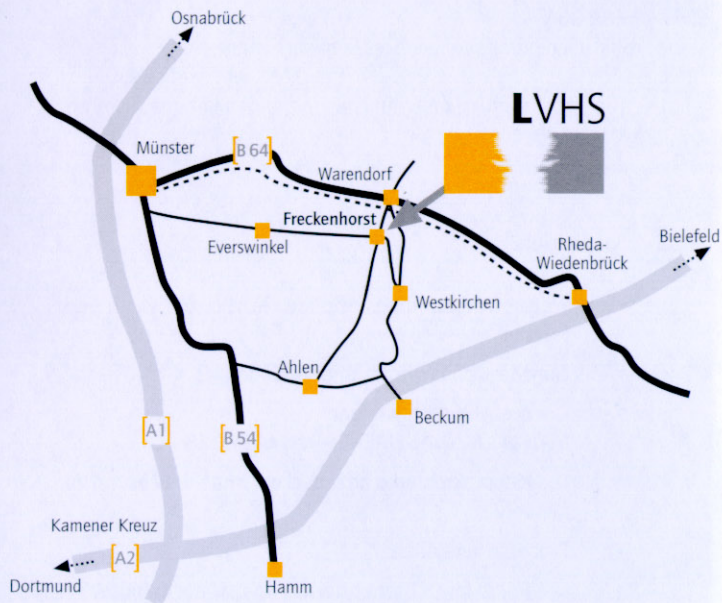 Osnabrück
LVHS
Münster
[B 64]
Warendorf
Freckenhorst
Everswinkel
Rheda-
Wiedenbrück
Bielefeld
Westkirchen
Ahlen
Beckum
[A1]
[B 54]
Kamener Kreuz
[A2]
Dortmund
Hamm